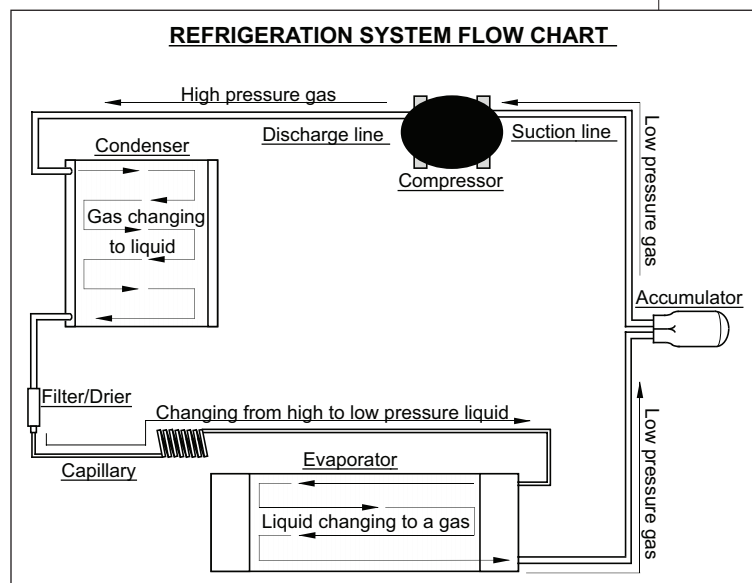 REFRIGERATION SYSTEM FLOW CHART
High pressure gas
Discharge line
Suction line
Compressor
Low pressure gas
Condenser
Gas changing
to liquid
Accumulator
Filter/Drier
Changing from high to low pressure liquid
Capillary
Evaporator
Liquid changing to a gas
Low pressure gas